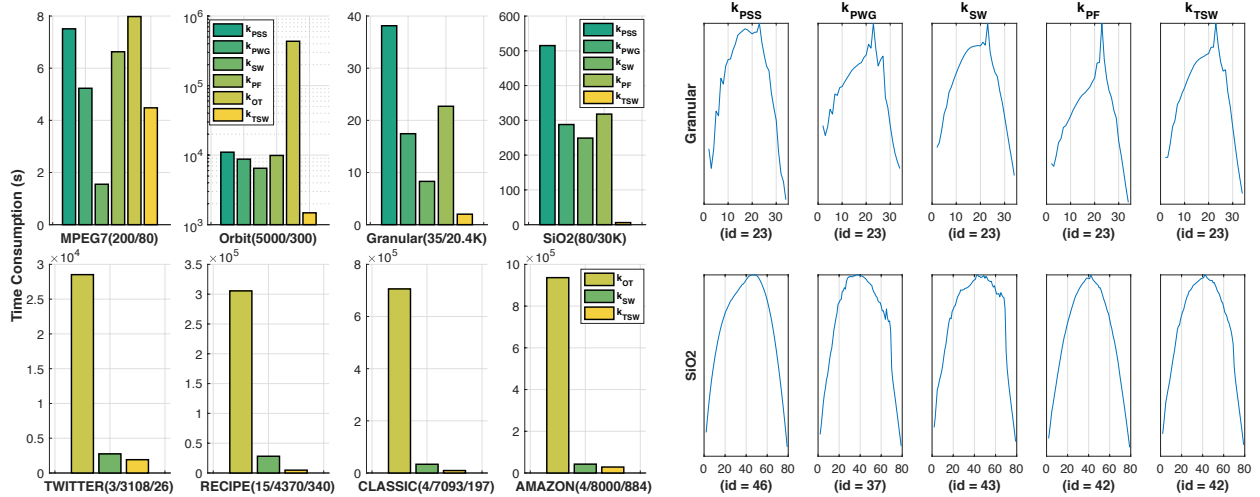 Time Consumption (s)
8
6
4
2
0
MPEG7(200/80)
10^6
10^5
10^4
10^3
k_PSS
k_PWG
k_SW
k_PF
k_OT
k_TSW
Orbit(5000/300)
40
30
20
10
0
Granular(35/20.4K)
600
500
400
300
200
100
0
k_PSS
k_PWG
k_SW
k_PF
k_TSW
SiO2(80/30K)
× 10^4
3
2.5
2
1.5
1
0.5
0
TWITTER(3/3108/26)
× 10^5
3.5
3
2.5
2
1.5
1
0.5
0
RECIPE(15/4370/340)
× 10^5
8
6
4
2
0
CLASSIC(4/7093/197)
× 10^5
10
8
6
4
2
0
k_OT
k_SW
k_TSW
AMAZON(4/8000/884)
k_PSS k_PWG k_SW k_PF k_TSW
Granular
0 10 20 30
0 10 20 30
0 10 20 30
0 10 20 30
0 10 20 30
(id = 23) (id = 23) (id = 23) (id = 23) (id = 23)
SiO2
0 20 40 60 80
0 20 40 60 80
0 20 40 60 80
0 20 40 60 80
0 20 40 60 80
(id = 46) (id = 37) (id = 43) (id = 42) (id = 42)